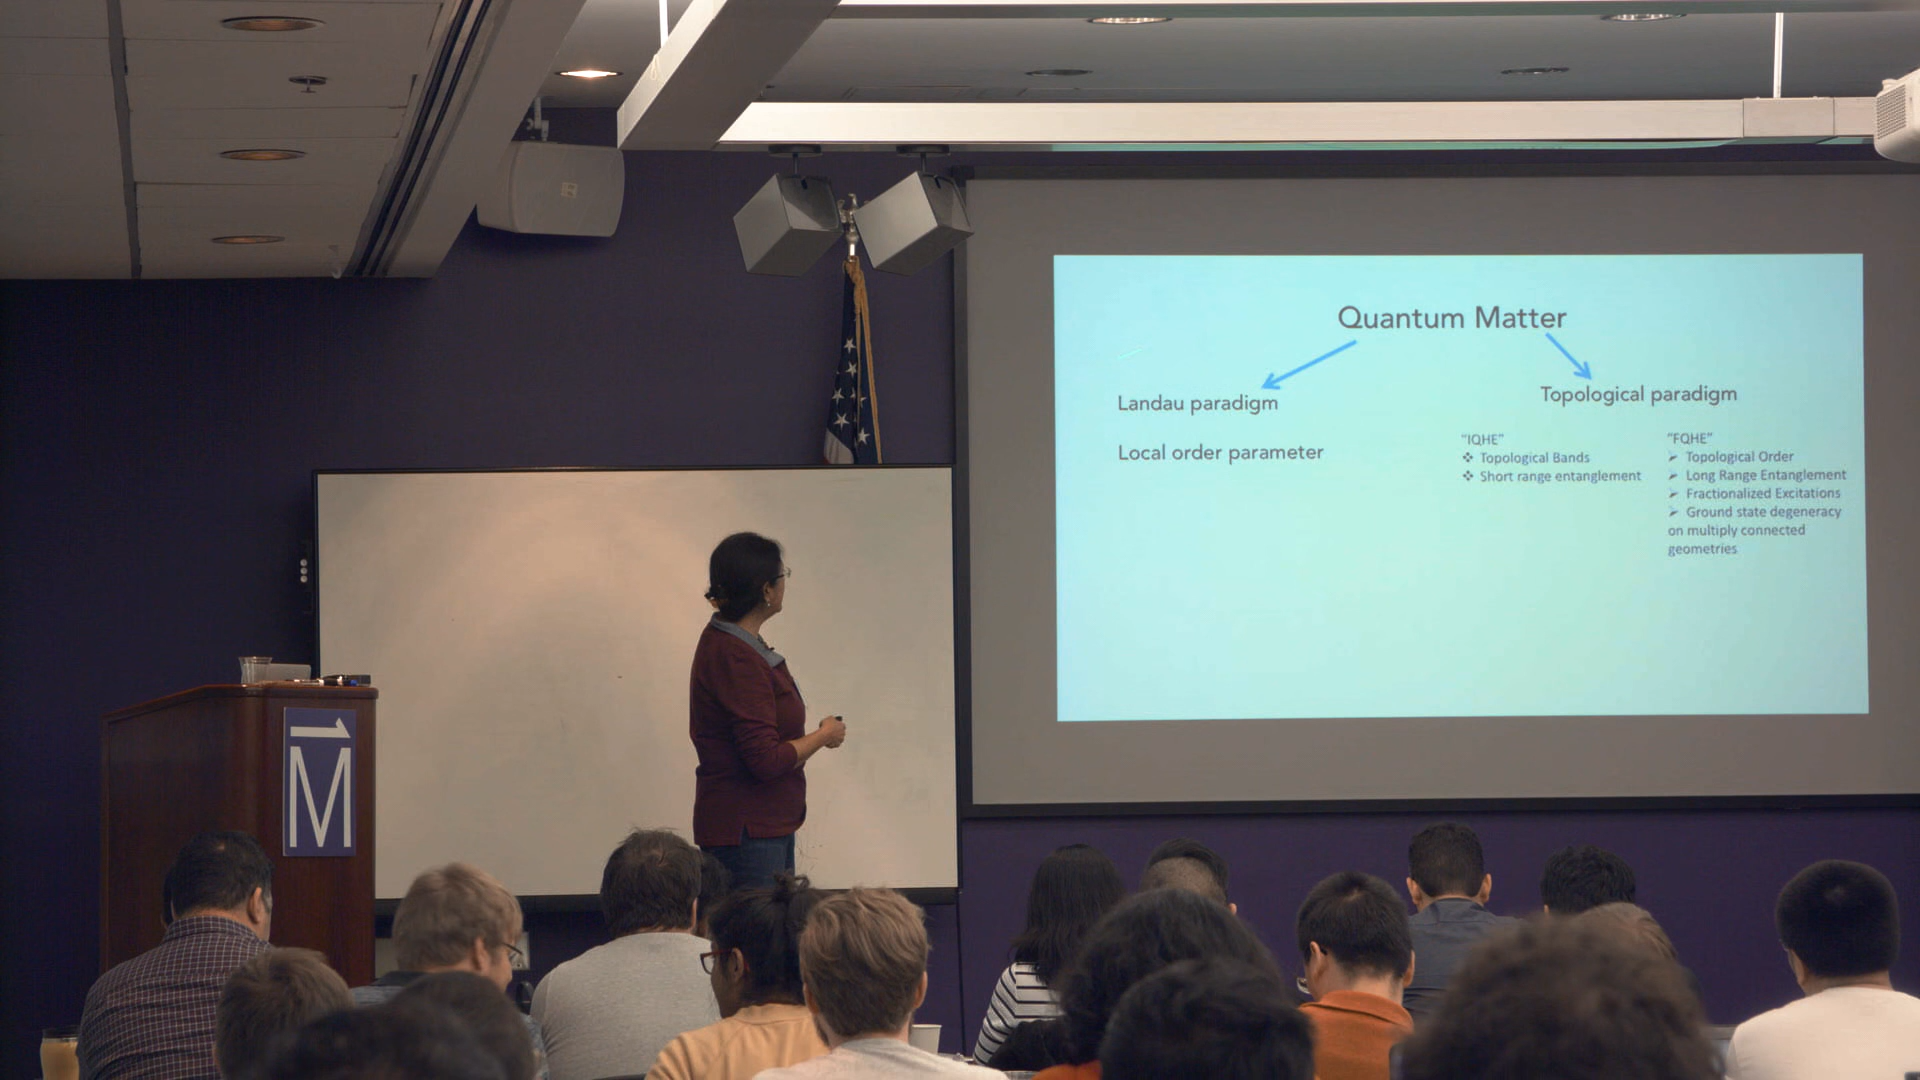 Quantum Matter
Landau paradigm
Local order parameter
Topological paradigm
"IQHE"
❖ Topological Bands
❖ Short range entanglement
"FQHE"
➢ Topological Order
➢ Long Range Entanglement
➢ Fractionalized Excitations
➢ Ground state degeneracy
on multiply connected
geometries
1M